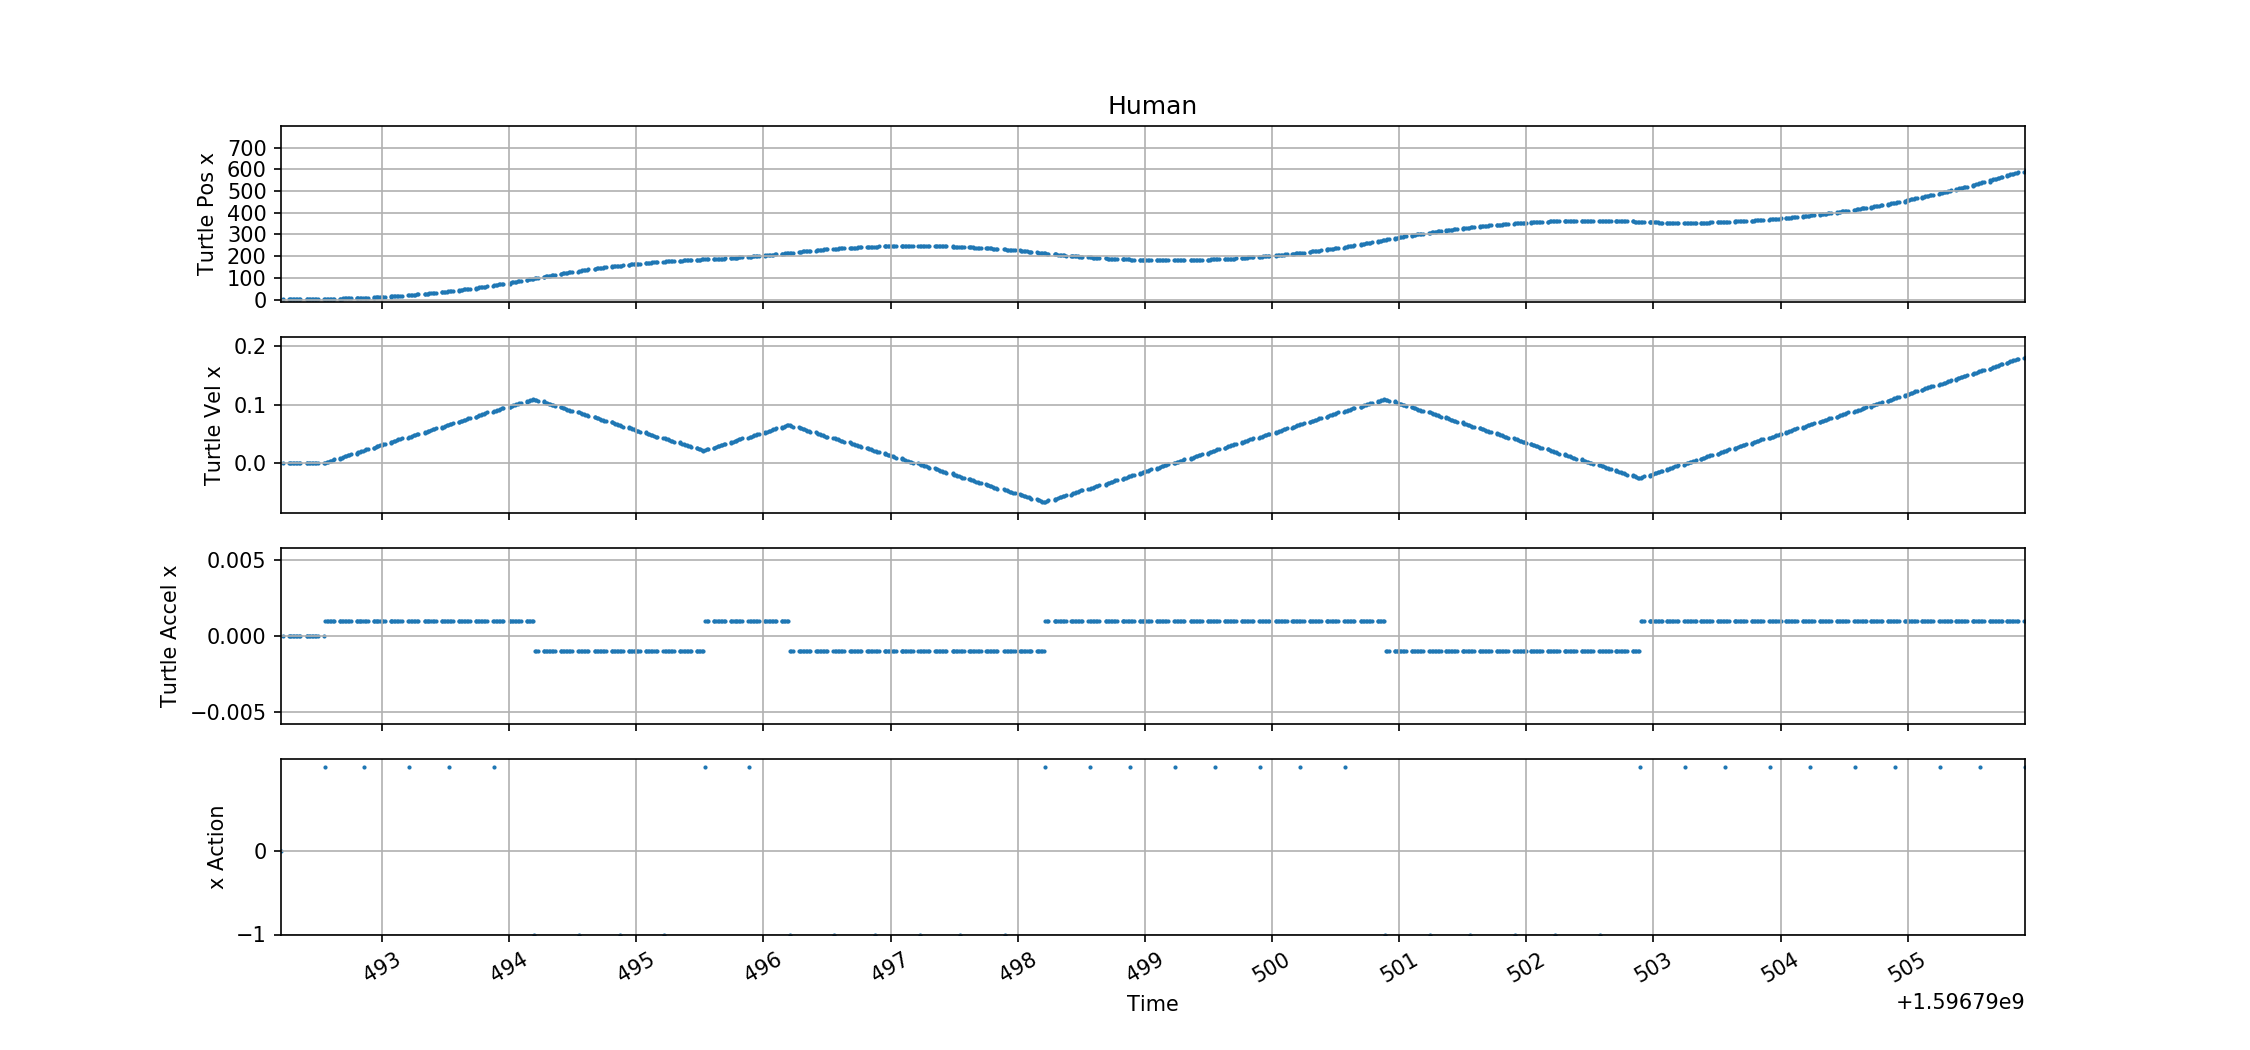 Human
Turtle Pos x
700
600
500
400
300
200
100
0
Turtle Vel x
0.2
0.1
0.0
Turtle Accel x
0.005
0.000
−0.005
x Action
0
−1
493 494 495 496 497 498 499 500 501 502 503 504 505
Time
+1.59679e9